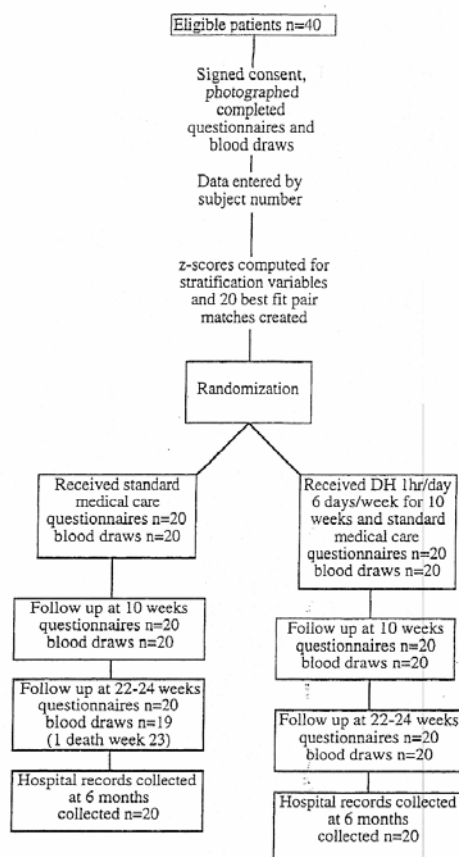 Eligible patients n=40
Signed consent,
photographed
completed
questionnaires and
blood draws
Data entered by
subject number
z-scores computed for
stratification variables
and 20 best fit pair
matches created
Randomization
Received standard
medical care
questionnaires n=20
blood draws n=20
Follow up at 10 weeks
questionnaires n=20
blood draws n=20
Follow up at 22-24 weeks
questionnaires n=20
blood draws n=19
(1 death week 23)
Hospital records collected
at 6 months
collected n=20
Received DH 1hr/day
6 days/week for 10
weeks and standard
medical care
questionnaires n=20
blood draws n=20
Follow up at 10 weeks
questionnaires n=20
blood draws n=20
Follow up at 22-24 weeks
questionnaires n=20
blood draws n=20
Hospital records collected
at 6 months
collected n=20